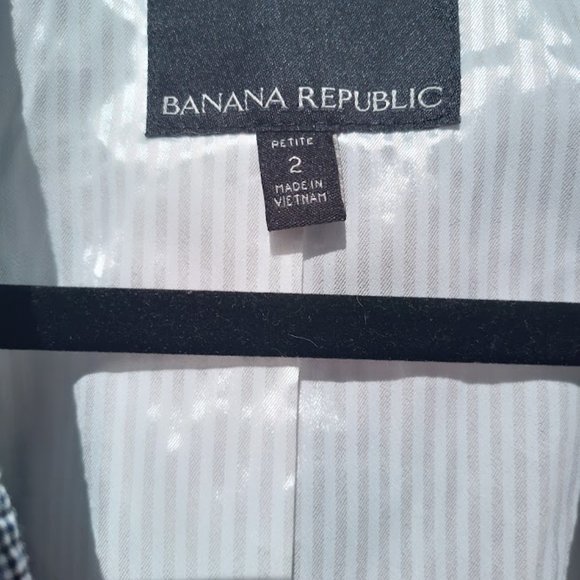 BANANA REPUBLIC
PETITE
2
MADE IN
VIETNAM